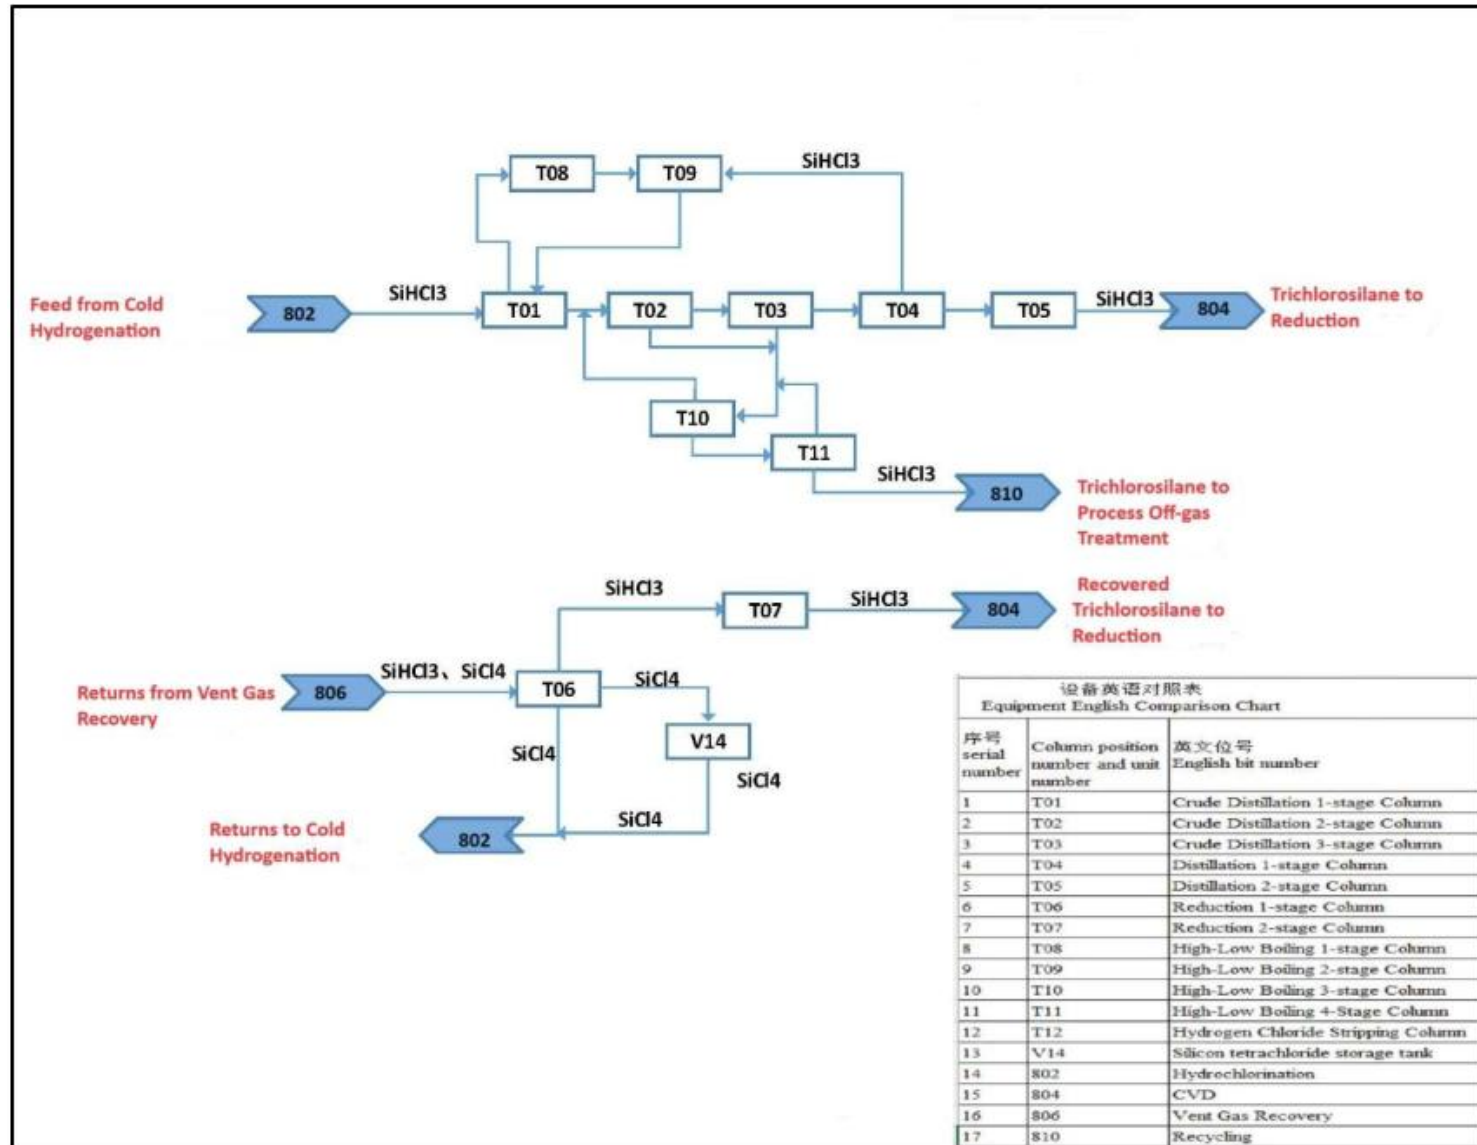 SiHCl3
T08
T09
Feed from Cold
Hydrogenation
802
SiHCl3
T01
T02
T03
T04
T05
SiHCl3
804
Trichlorosilane to
Reduction
T10
T11
SiHCl3
810
Trichlorosilane to
Process Off-gas
Treatment
SiHCl3
T07
SiHCl3
804
Recovered
Trichlorosilane to
Reduction
Returns from Vent Gas
Recovery
806
SiHCl3、SiCl4
T06
SiCl4
V14
SiCl4
SiCl4
SiCl4
Returns to Cold
Hydrogenation
802
设备英语对照表
Equipment English Comparison Chart
序号
serial
number
Column position
number and unit
number
英文位号
English bit number
1 T01 Crude Distillation 1-stage Column
2 T02 Crude Distillation 2-stage Column
3 T03 Crude Distillation 3-stage Column
4 T04 Distillation 1-stage Column
5 T05 Distillation 2-stage Column
6 T06 Reduction 1-stage Column
7 T07 Reduction 2-stage Column
8 T08 High-Low Boiling 1-stage Column
9 T09 High-Low Boiling 2-stage Column
10 T10 High-Low Boiling 3-stage Column
11 T11 High-Low Boiling 4-Stage Column
12 T12 Hydrogen Chloride Stripping Column
13 V14 Silicon tetrachloride storage tank
14 802 Hydrochlorination
15 804 CVD
16 806 Vent Gas Recovery
17 810 Recycling